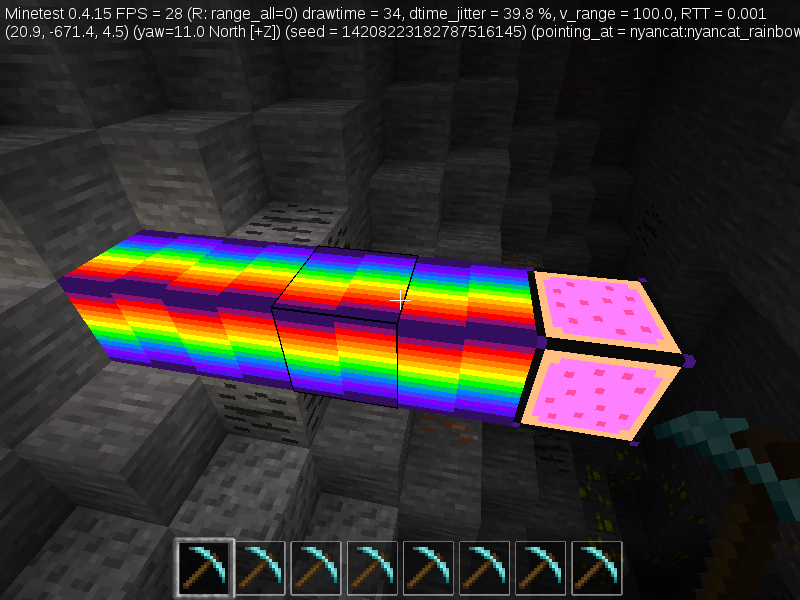 Minetest 0.4.15 FPS = 28 (R: range_all=0) drawtime = 34, dtime_jitter = 39.8 %, v_range = 100.0, RTT = 0.001
(20.9, -671.4, 4.5) (yaw=11.0 North [+Z]) (seed = 14208223182787516145) (pointing_at = nyancat:nyancat_rainbow